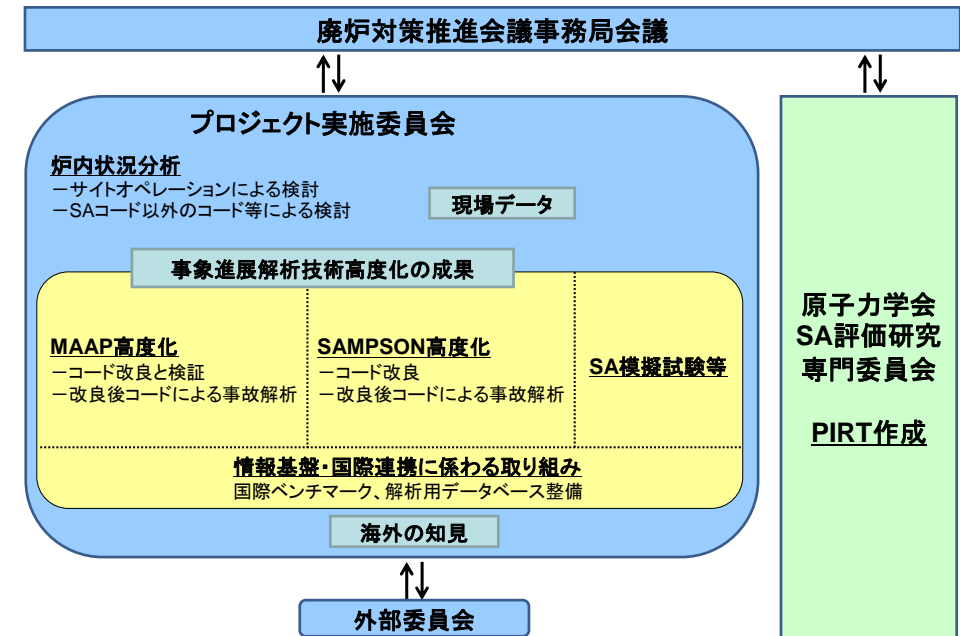 廃炉対策推進会議事務局会議
プロジェクト実施委員会
炉内状況分析
－サイトオペレーションによる検討
－SAコード以外のコード等による検討
現場データ
事象進展解析技術高度化の成果
MAAP高度化
－コード改良と検証
－改良後コードによる事故解析
SAMPSON高度化
－コード改良
－改良後コードによる事故解析
SA模擬試験等
情報基盤・国際連携に係わる取り組み
国際ベンチマーク、解析用データベース整備
海外の知見
外部委員会
原子力学会
SA評価研究
専門委員会
PIRT作成